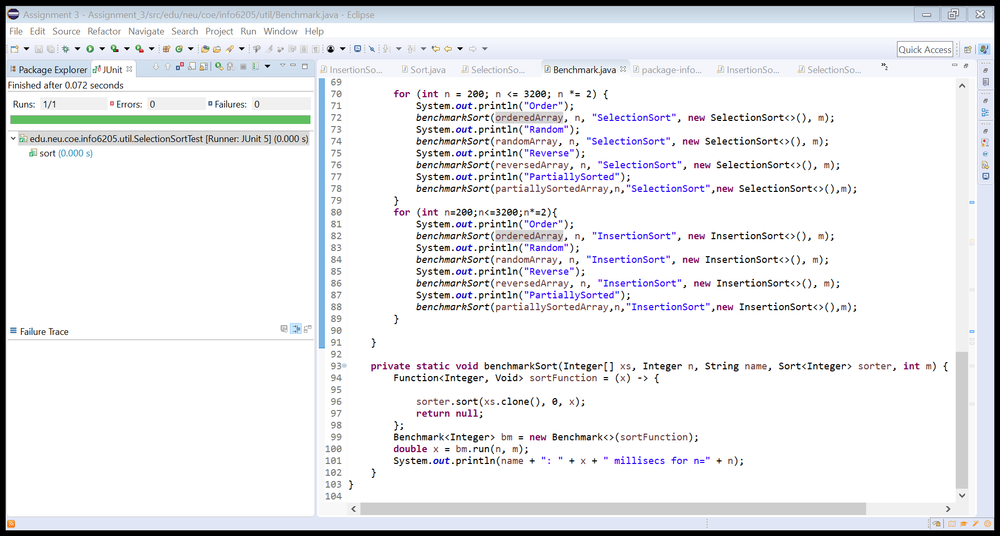 Assignment 3 - Assignment_3/src/edu/neu/coe/info6205/util/Benchmark.java - Eclipse
File Edit Source Refactor Navigate Search Project Run Window Help
Quick Access
Package Explorer JUnit
Finished after 0.072 seconds
Runs: 1/1 Errors: 0 Failures: 0
edu.neu.coe.info6205.util.SelectionSortTest [Runner: JUnit 5] (0.000 s)
sort (0.000 s)
Failure Trace
InsertionSo... Sort.java SelectionSo... Benchmark.java package-info... InsertionSo... SelectionSo... »2
69
70 for (int n = 200; n <= 3200; n *= 2) {
71 System.out.println("Order");
72 benchmarkSort(orderedArray, n, "SelectionSort", new SelectionSort<>(), m);
73 System.out.println("Random");
74 benchmarkSort(randomArray, n, "SelectionSort", new SelectionSort<>(), m);
75 System.out.println("Reverse");
76 benchmarkSort(reversedArray, n, "SelectionSort", new SelectionSort<>(), m);
77 System.out.println("PartiallySorted");
78 benchmarkSort(partiallySortedArray,n,"SelectionSort",new SelectionSort<>(),m);
79 }
80 for (int n=200;n<=3200;n*=2){
81 System.out.println("Order");
82 benchmarkSort(orderedArray, n, "InsertionSort", new InsertionSort<>(), m);
83 System.out.println("Random");
84 benchmarkSort(randomArray, n, "InsertionSort", new InsertionSort<>(), m);
85 System.out.println("Reverse");
86 benchmarkSort(reversedArray, n, "InsertionSort", new InsertionSort<>(), m);
87 System.out.println("PartiallySorted");
88 benchmarkSort(partiallySortedArray,n,"InsertionSort",new InsertionSort<>(),m);
89 }
90
91 }
92
93 private static void benchmarkSort(Integer[] xs, Integer n, String name, Sort<Integer> sorter, int m) {
94 Function<Integer, Void> sortFunction = (x) -> {
95
96 sorter.sort(xs.clone(), 0, x);
97 return null;
98 };
99 Benchmark<Integer> bm = new Benchmark<>(sortFunction);
100 double x = bm.run(n, m);
101 System.out.println(name + ": " + x + " millisecs for n=" + n);
102 }
103 }
104